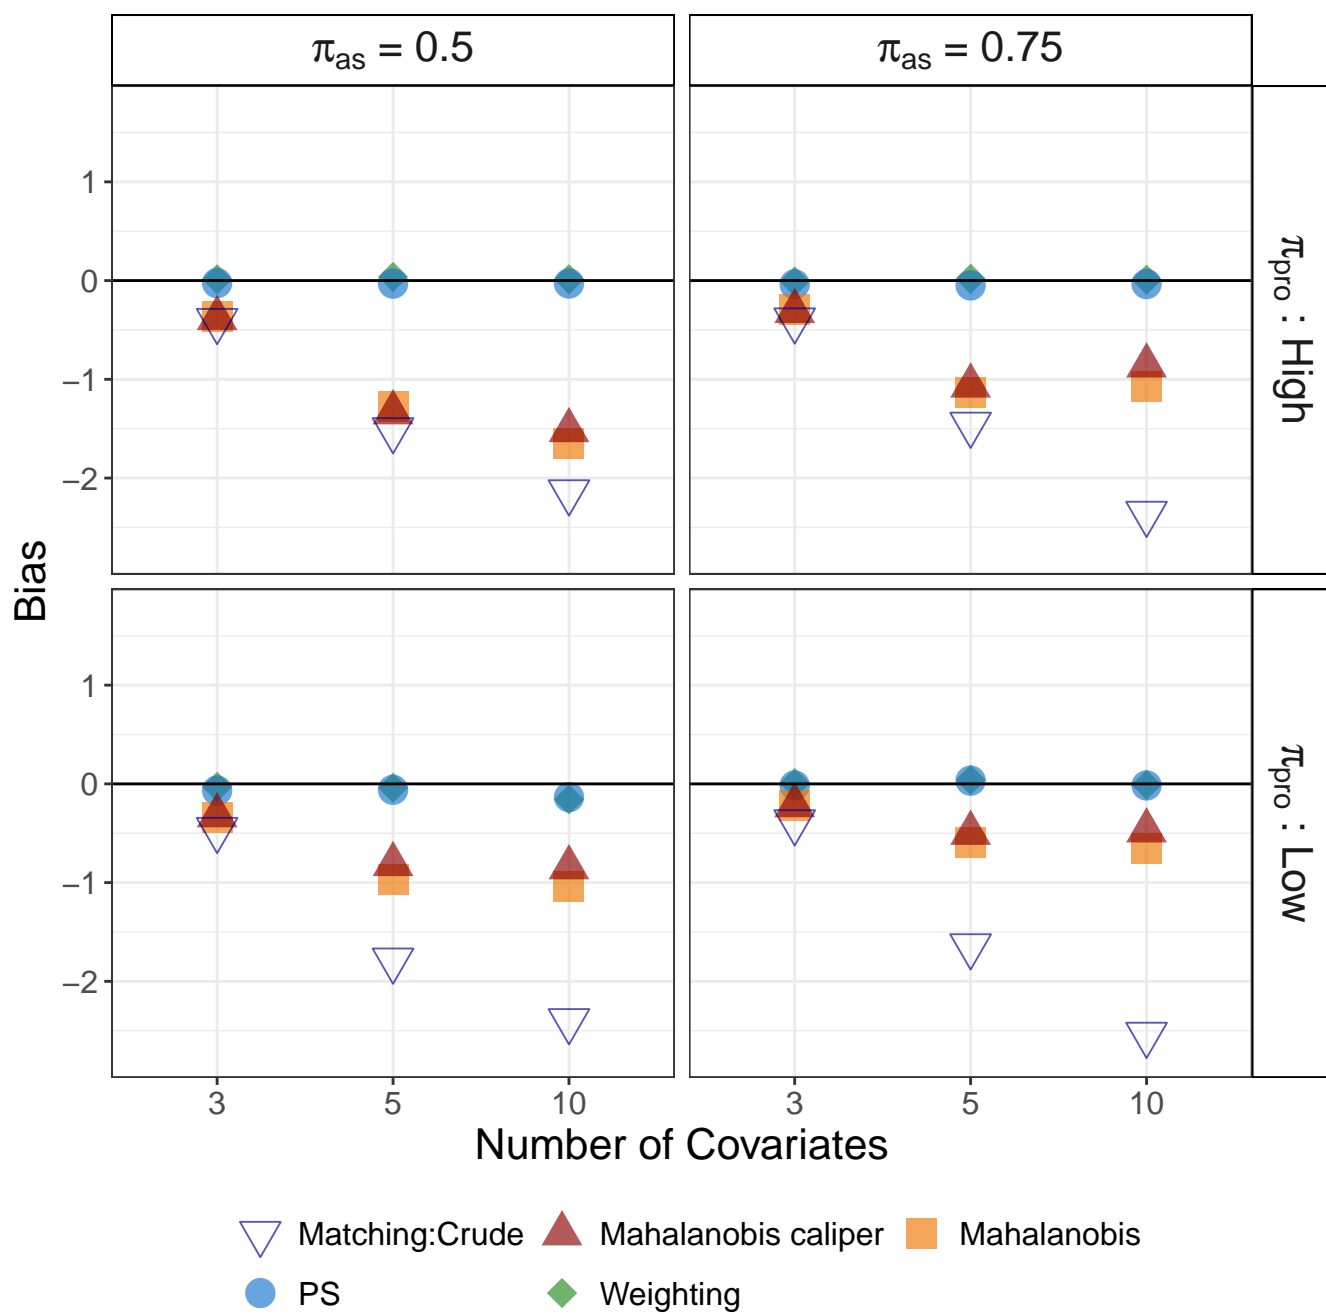 π_as = 0.5
π_as = 0.75
1
0
−1
−2
π_pro : High
1
0
−1
−2
π_pro : Low
Bias
3 5 10
3 5 10
Number of Covariates
Matching:Crude Mahalanobis caliper Mahalanobis
PS Weighting